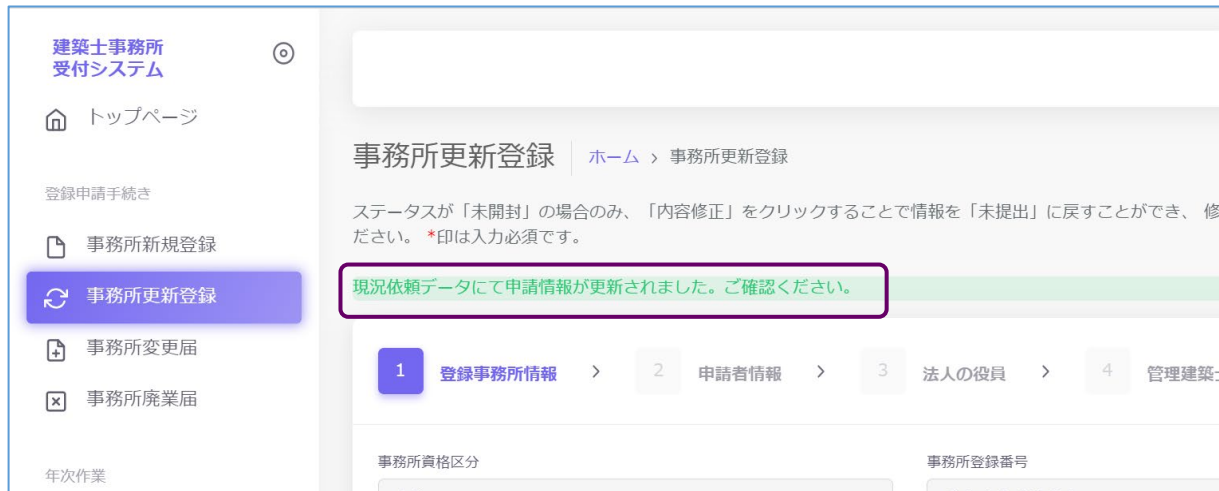 建築士事務所
受付システム
トップページ
登録申請手続き
事務所新規登録
事務所更新登録
事務所変更届
事務所廃業届
年次作業
事務所更新登録 ホーム › 事務所更新登録
ステータスが「未開封」の場合のみ、「内容修正」をクリックすることで情報を「未提出」に戻すことができ、 修
ださい。 *印は入力必須です。
現況依頼データにて申請情報が更新されました。ご確認ください。
1 登録事務所情報 › 2 申請者情報 › 3 法人の役員 › 4 管理建築
事務所資格区分 事務所登録番号